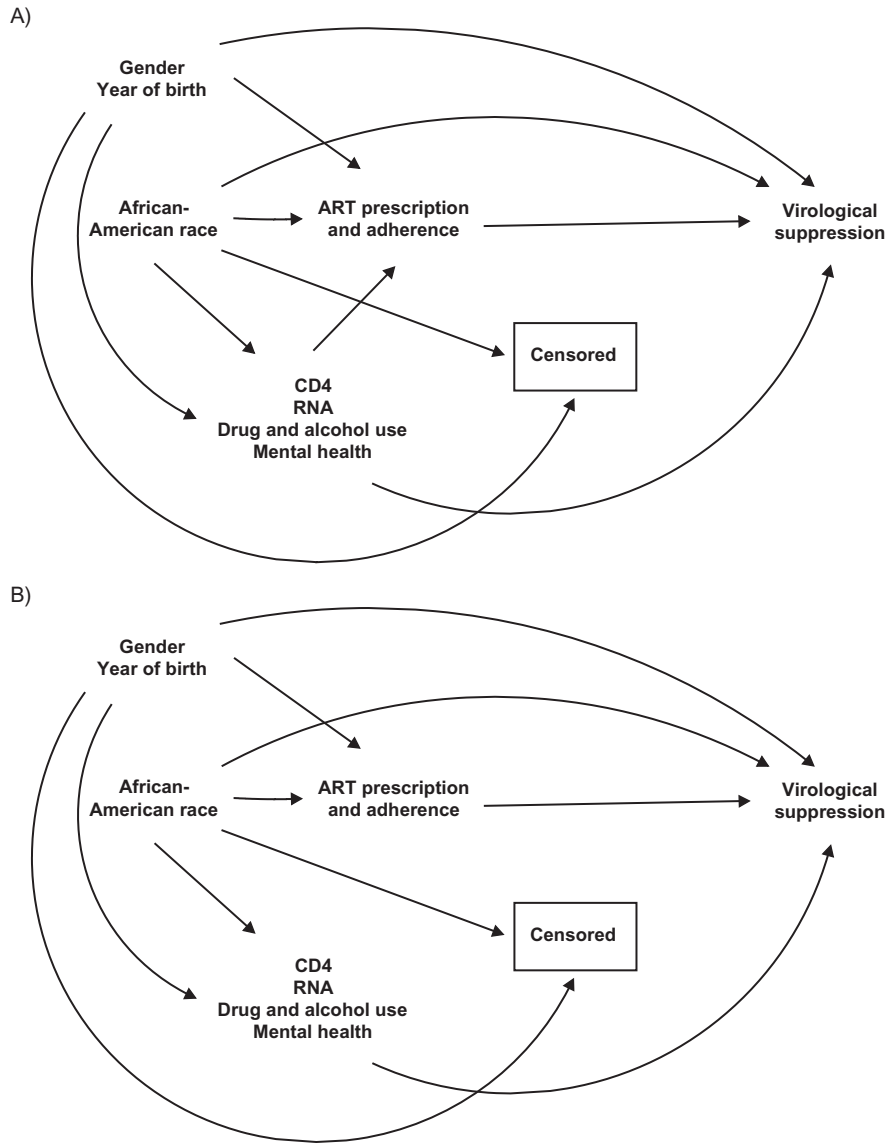 A)
Gender
Year of birth
African-
American race
ART prescription
and adherence
Virological
suppression
Censored
CD4
RNA
Drug and alcohol use
Mental health
B)
Gender
Year of birth
African-
American race
ART prescription
and adherence
Virological
suppression
Censored
CD4
RNA
Drug and alcohol use
Mental health